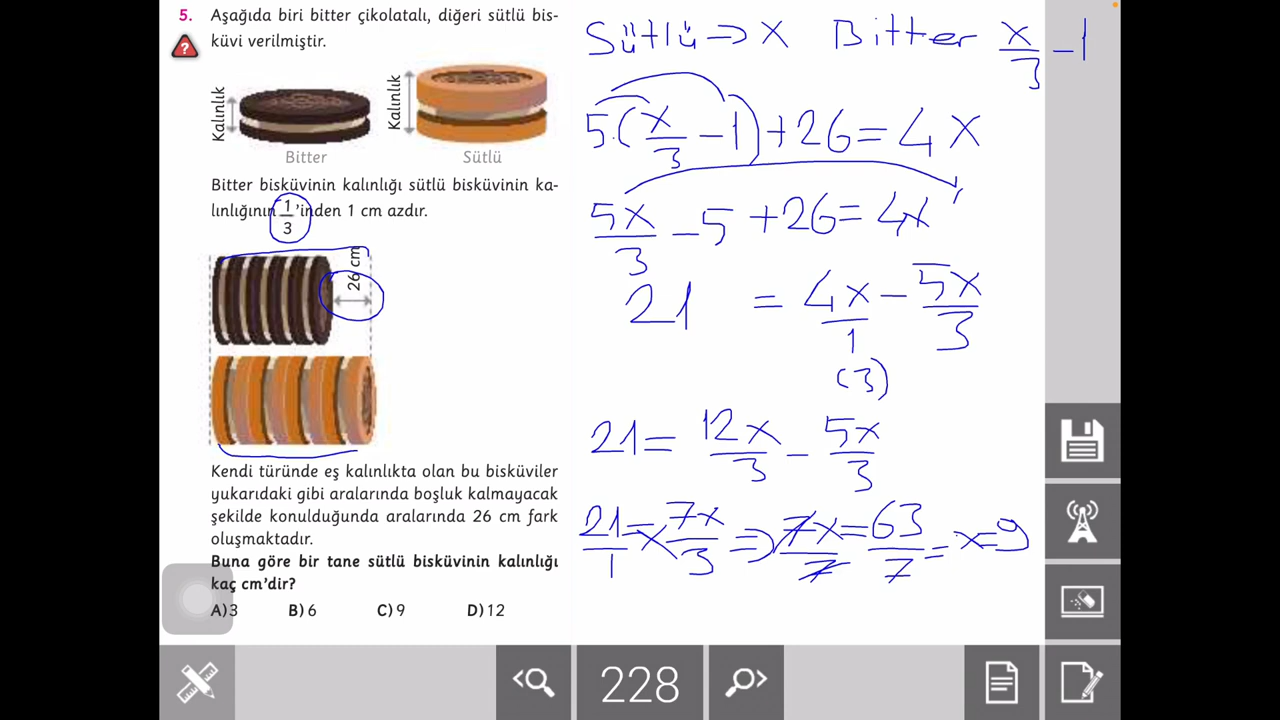 5. Aşağıda biri bitter çikolatalı, diğeri sütlü bis-
küvi verilmiştir.
?
Kalınlık
Kalınlık
Bitter
Sütlü
Bitter bisküvinin kalınlığı sütlü bisküvinin ka-
lınlığının 1/3'inden 1 cm azdır.
26 cm
Kendi türünde eş kalınlıkta olan bu bisküviler
yukarıdaki gibi aralarında boşluk kalmayacak
şekilde konulduğunda aralarında 26 cm fark
oluşmaktadır.
Buna göre bir tane sütlü bisküvinin kalınlığı
kaç cm'dir?
A) 3 B) 6 C) 9 D) 12
Sütlü => x Bitter x/3 - 1
5.(x/3 - 1) + 26 = 4x
5x/3 - 5 + 26 = 4x
21 = 4x/1 - 5x/3
(3)
21 = 12x/3 - 5x/3
21/1 = 7x/3 => 7x/7 = 63/7 = x = 9
228